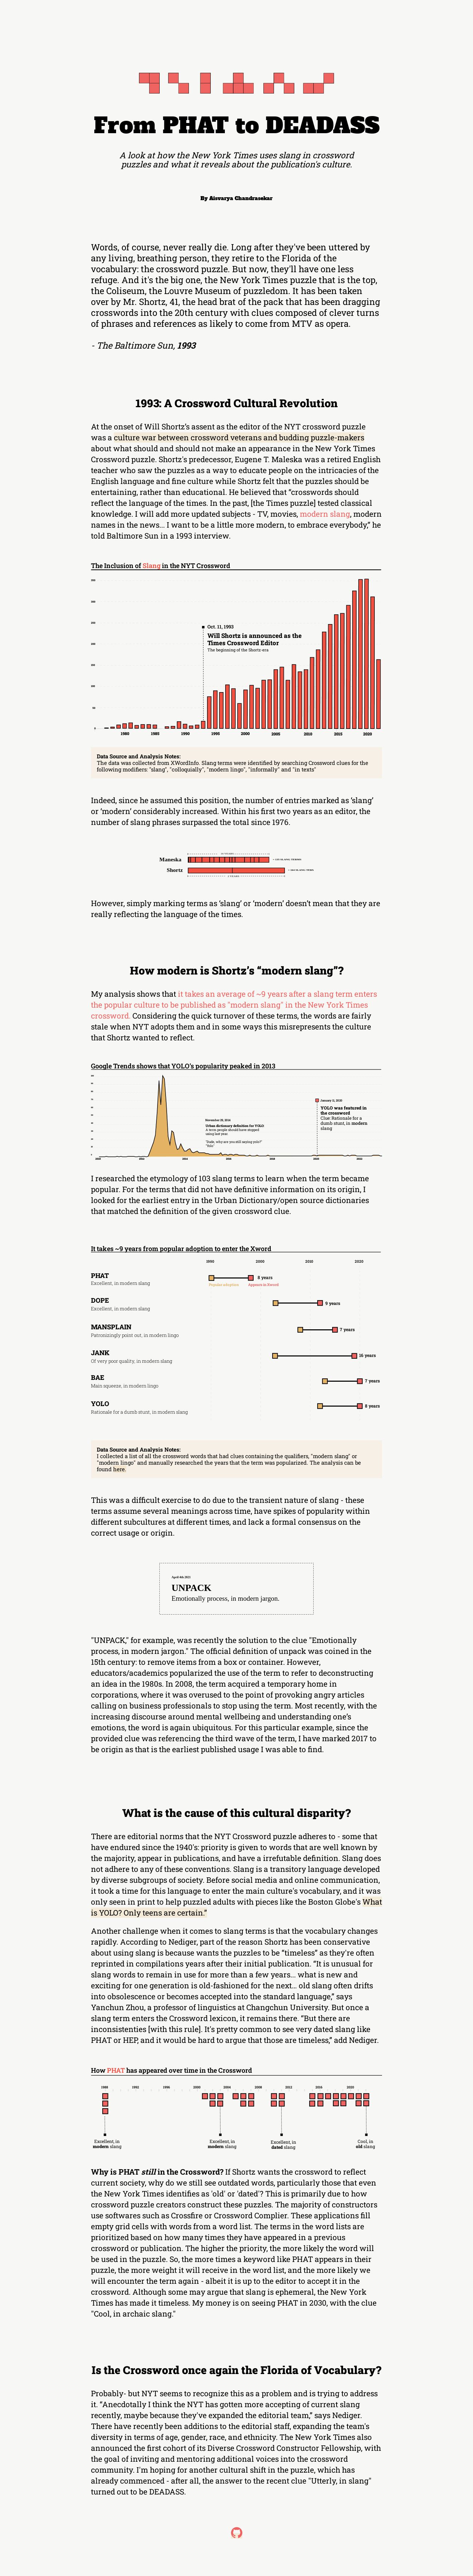 From PHAT to DEADASS
A look at how the New York Times uses slang in crossword
puzzles and what it reveals about the publication's culture.
By Aisvarya Chandrasekar
Words, of course, never really die. Long after they've been uttered by
any living, breathing person, they retire to the Florida of the
vocabulary: the crossword puzzle. But now, they'll have one less
refuge. And it's the big one, the New York Times puzzle that is the top,
the Coliseum, the Louvre Museum of puzzledom. It has been taken
over by Mr. Shortz, 41, the head brat of the pack that has been dragging
crosswords into the 20th century with clues composed of clever turns
of phrases and references as likely to come from MTV as opera.
- The Baltimore Sun, 1993
1993: A Crossword Cultural Revolution
At the onset of Will Shortz's assent as the editor of the NYT crossword puzzle
was a culture war between crossword veterans and budding puzzle-makers
about what should and should not make an appearance in the New York Times
Crossword puzzle. Shortz's predecessor, Eugene T. Maleska was a retired English
teacher who saw the puzzles as a way to educate people on the intricacies of the
English language and fine culture while Shortz felt that the puzzles should be
entertaining, rather than educational. He believed that "crosswords should
reflect the language of the times. In the past, [the Times puzzle] tested classical
knowledge. I will add more updated subjects - TV, movies, modern slang, modern
names in the news... I want to be a little more modern, to embrace everybody," he
told Baltimore Sun in a 1993 interview.
The Inclusion of Slang in the NYT Crossword
Oct. 11, 1993
Will Shortz is announced as the
Times Crossword Editor
The beginning of the Shortz era
1985 1985 1990 1995 2000 2005 2010 2015 2020
Data Source and Analysis Notes:
The data was collected from XWordInfo. Slang terms were identified by searching Crossword clues for the
following modifiers: "slang", "colloquially", "modern lingo", "informally" and "in texts"
Indeed, since he assumed this position, the number of entries marked as 'slang'
or 'modern' considerably increased. Within his first two years as an editor, the
number of slang phrases surpassed the total since 1976.
Maneska
Shortz
However, simply marking terms as 'slang' or 'modern' doesn't mean that they are
really reflecting the language of the times.
How modern is Shortz's "modern slang"?
My analysis shows that it takes an average of ~9 years after a slang term enters
the popular culture to be published as "modern slang" in the New York Times
crossword. Considering the quick turnover of these terms, the words are fairly
stale when NYT adopts them and in some ways this misrepresents the culture
that Shortz wanted to reflect.
Google Trends shows that YOLO's popularity peaked in 2013
Urban dictionary definition for YOLO
A term people should have stopped
using last year.
"Dude, why are you still saying yolo?"
January 11, 2020
YOLO was featured in
the crossword
Clue: Rationale for a
dumb stunt, in modern
slang
I researched the etymology of 103 slang terms to learn when the term became
popular. For the terms that did not have definitive information on its origin, I
looked for the earliest entry in the Urban Dictionary/open source dictionaries
that matched the definition of the given crossword clue.
It takes ~9 years from popular adoption to enter the Xword
1990 2000 2010 2020
PHAT
Excellent, in modern slang
8 years
Popular adoption Appears in Xword
DOPE
Excellent, in modern slang
9 years
MANSPLAIN
Patronizingly point out, in modern lingo
7 years
JANK
Of very poor quality, in modern slang
16 years
BAE
Main squeeze, in modern lingo
7 years
YOLO
Rationale for a dumb stunt, in modern slang
8 years
Data Source and Analysis Notes:
I collected a list of all the crossword words that had clues containing the qualifiers, "modern slang" or
"modern lingo" and manually researched the years that the term was popularized. The analysis can be
found here.
This was a difficult exercise to do due to the transient nature of slang - these
terms assume several meanings across time, have spikes of popularity within
different subcultures at different times, and lack a formal consensus on the
correct usage or origin.
UNPACK
Emotionally process, in modern jargon.
"UNPACK," for example, was recently the solution to the clue "Emotionally
process, in modern jargon." The official definition of unpack was coined in the
15th century: to remove items from a box or container. However,
educators/academics popularized the use of the term to refer to deconstructing
an idea in the 1980s. In 2008, the term acquired a temporary home in
corporations, where it was overused to the point of provoking angry articles
calling on business professionals to stop using the term. Most recently, with the
increasing discourse around mental wellbeing and understanding one's
emotions, the word is again ubiquitous. For this particular example, since the
provided clue was referencing the third wave of the term, I have marked 2017 to
be origin as that is the earliest published usage I was able to find.
What is the cause of this cultural disparity?
There are editorial norms that the NYT Crossword puzzle adheres to - some that
have endured since the 1940's: priority is given to words that are well known by
the majority, appear in publications, and have a irrefutable definition. Slang does
not adhere to any of these conventions. Slang is a transitory language developed
by diverse subgroups of society. Before social media and online communication,
it took a time for this language to enter the main culture's vocabulary, and it was
only seen in print to help puzzled adults with pieces like the Boston Globe's What
is YOLO? Only teens are certain."
Another challenge when it comes to slang terms is that the vocabulary changes
rapidly. According to Nediger, part of the reason Shortz has been conservative
about using slang is because wants the puzzles to be "timeless" as they're often
reprinted in compilations years after their initial publication. "It is unusual for
slang words to remain in use for more than a few years... what is new and
exciting for one generation is old-fashioned for the next... old slang often drifts
into obsolescence or becomes accepted into the standard language," says
Yanchun Zhou, a professor of linguistics at Changchun University. But once a
slang term enters the Crossword lexicon, it remains there. "But there are
inconsistencies [with this rule]. It's pretty common to see very dated slang like
PHAT or HEP, and it would be hard to argue that those are timeless," add Nediger.
How PHAT has appeared over time in the Crossword
1988 1992 1996 2000 2004 2008 2012 2016 2020
Excellent, in
modern slang
Excellent, in
modern slang
Excellent, in
dated slang
Cool, in
old slang
Why is PHAT still in the Crossword? If Shortz wants the crossword to reflect
current society, why do we still see outdated words, particularly those that even
the New York Times identifies as 'old' or 'dated'? This is primarily due to how
crossword puzzle creators construct these puzzles. The majority of constructors
use softwares such as Crossfire or Crossword Complier. These applications fill
empty grid cells with words from a word list. The terms in the word lists are
prioritized based on how many times they have appeared in a previous
crossword or publication. The higher the priority, the more likely the word will
be used in the puzzle. So, the more times a keyword like PHAT appears in their
puzzle, the more weight it will receive in the word list, and the more likely we
will encounter the term again - albeit it is up to the editor to accept it in the
crossword. Although some may argue that slang is ephemeral, the New York
Times has made it timeless. My money is on seeing PHAT in 2030, with the clue
"Cool, in archaic slang."
Is the Crossword once again the Florida of Vocabulary?
Probably- but NYT seems to recognize this as a problem and is trying to address
it. "Anecdotally I think the NYT has gotten more accepting of current slang
recently, maybe because they've expanded the editorial team," says Nediger.
There have recently been additions to the editorial staff, expanding the team's
diversity in terms of age, gender, race, and ethnicity. The New York Times also
announced the first cohort of its Diverse Crossword Constructor Fellowship, with
the goal of inviting and mentoring additional voices into the crossword
community. I'm hoping for another cultural shift in the puzzle, which has
already commenced - after all, the answer to the recent clue "Utterly, in slang"
turned out to be DEADASS.